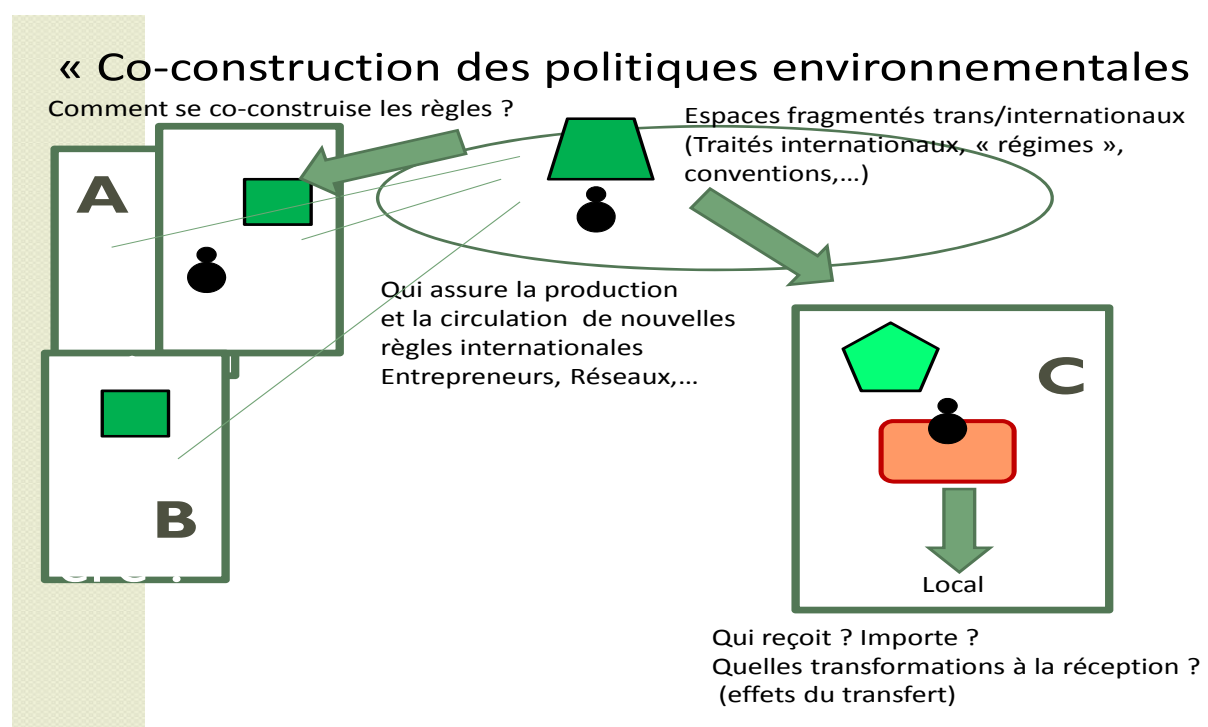 « Co-construction des politiques environnementales
Comment se co-construise les règles ?
Espaces fragmentés trans/internationaux
(Traités internationaux, « régimes »,
conventions,...)
A
Qui assure la production
et la circulation de nouvelles
règles internationales
Entrepreneurs, Réseaux,...
B
C
Local
Qui reçoit ? Importe ?
Quelles transformations à la réception ?
(effets du transfert)